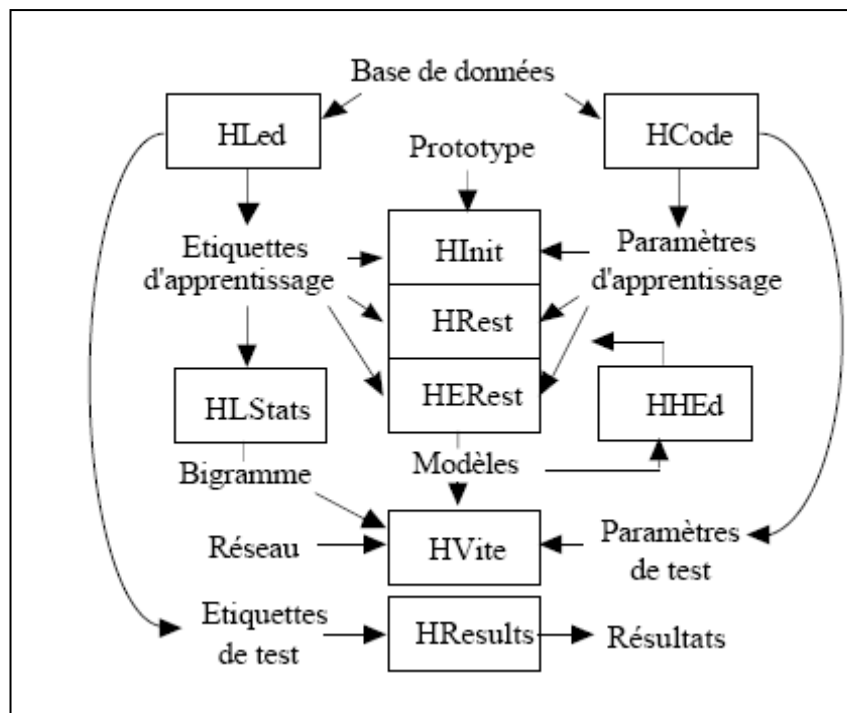 Base de données
HLed
HCode
Prototype
Etiquettes
d'apprentissage
HInit
Paramètres
d'apprentissage
HRest
HLStats
HERest
HHEd
Bigramme
Modèles
Réseau
HVite
Paramètres
de test
Etiquettes
de test
HResults
Résultats